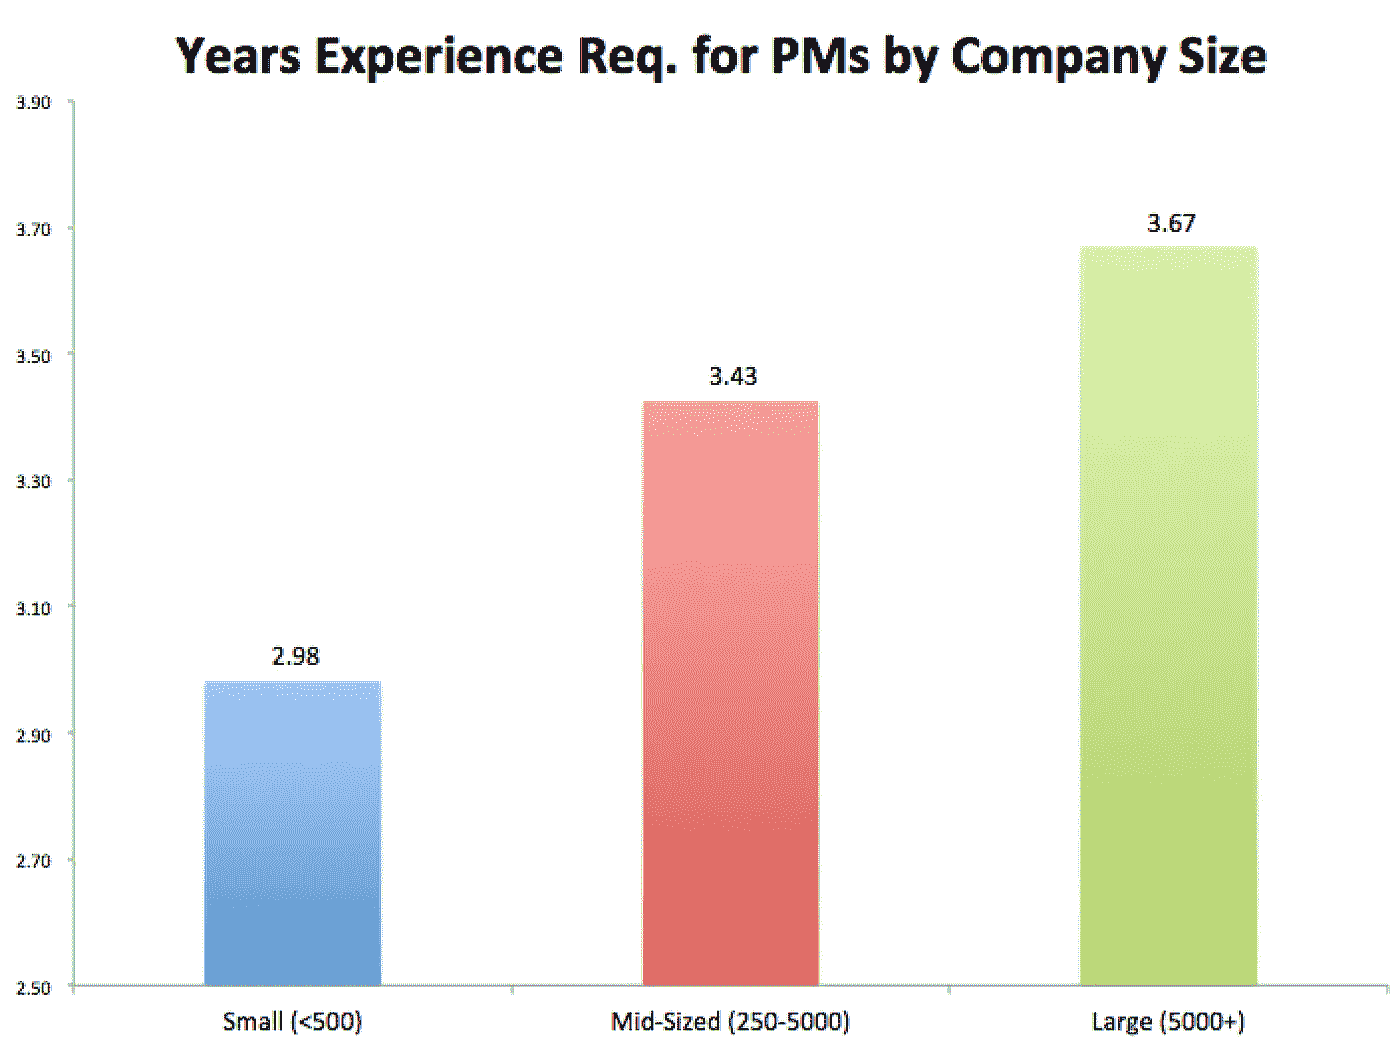 Years Experience Req. for PMs by Company Size
3.90
3.70
3.50
3.30
3.10
2.90
2.70
2.50
2.98
3.43
3.67
Small (<500)
Mid-Sized (250-5000)
Large (5000+)